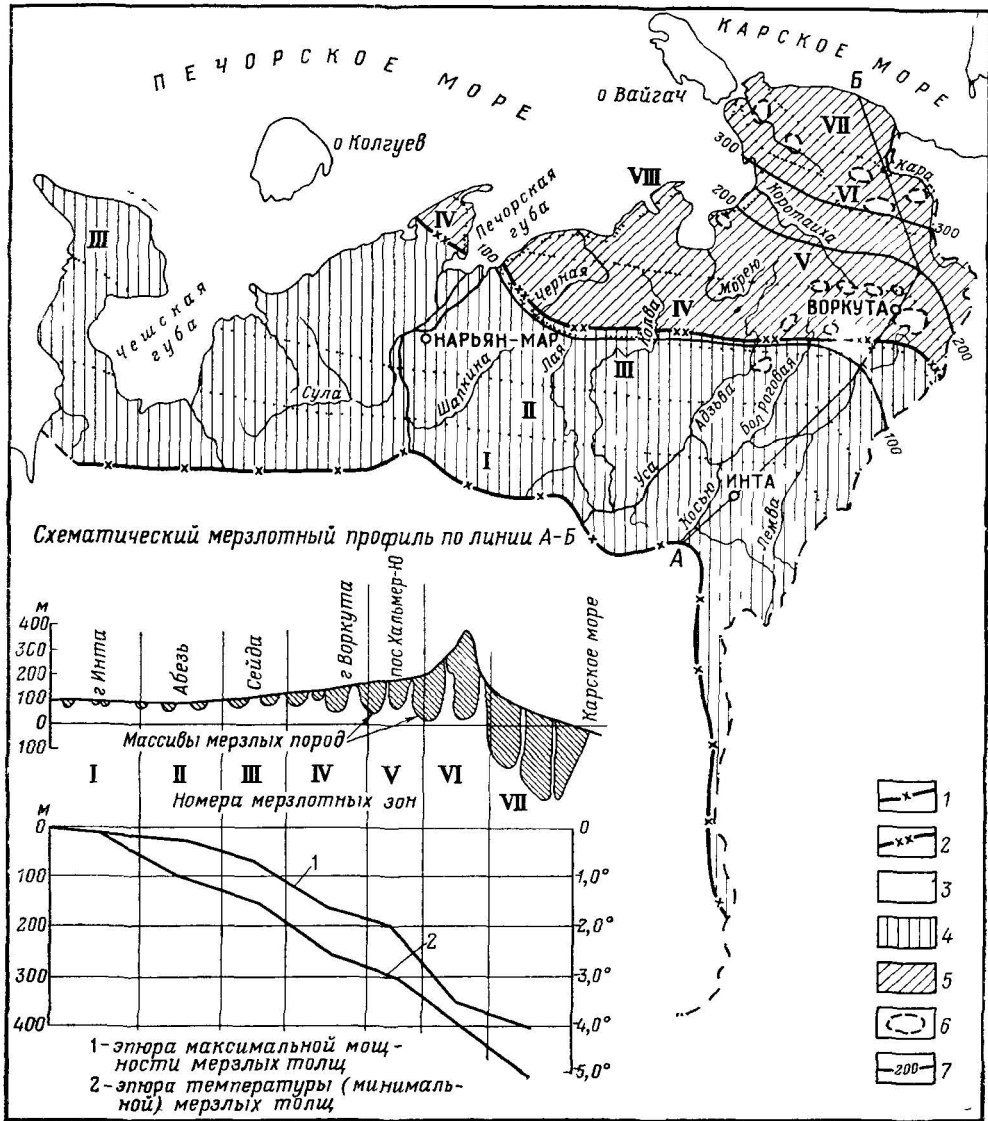 ПЕЧОРСКОЕ МОРЕ
КАРСКОЕ МОРЕ
о Вайгач
Б
о Колгуев
VII
300
Кара
VI
VIII
200
Коротаиха
300
III
IV
Печорская
губа
100
V
Чешская
губа
Черная
Морею
ВОРКУТА
НАРЬЯН-МАР
Колва
IV
200
Сула
Шапкина
Лая
III
II
Адзьва
Бол Роговая
100
I
Уса
ИНТА
Косью
Лемва
А
Схематический мерзлотный профиль по линии А-Б
м
400
300
200
100
0
100
г Инта
Абезь
Сейда
г Воркута
пос Хальмер-Ю
Карское море
Массивы мерзлых пород
I
II
III
IV
V
VI
VII
Номера мерзлотных зон
м
0
100
200
300
400
1
2
0
1,0°
2,0°
3,0°
4,0°
5,0°
1-эпюра максимальной мощ-
ности мерзлых толщ
2-эпюра температуры (минималь-
ной) мерзлых толщ
1
2
3
4
5
6
200 7